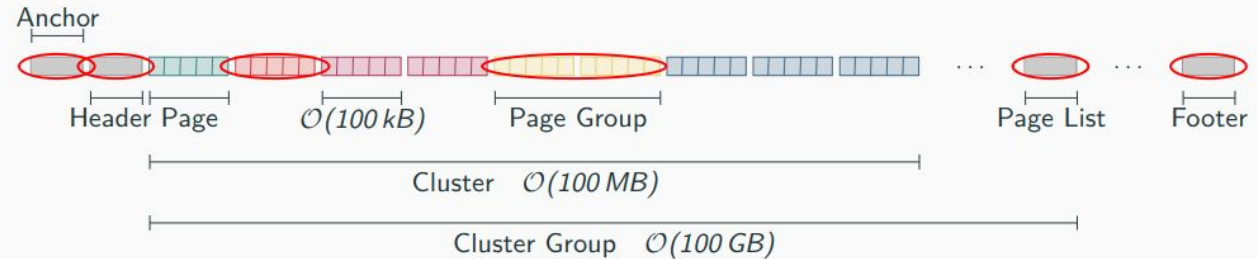 Anchor
... ...
Header Page O(100 kB) Page Group Page List Footer
Cluster O(100 MB)
Cluster Group O(100 GB)